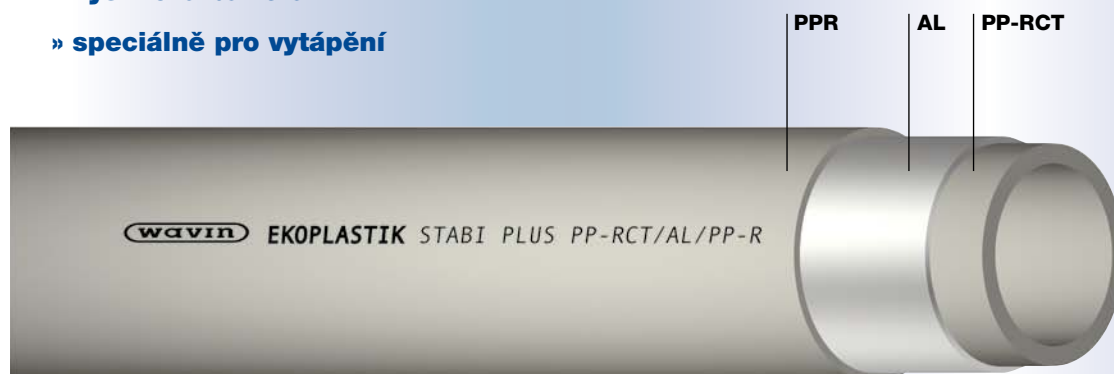 » speciálně pro vytápění
PPR AL PP-RCT
wavin EKOPLASTIK STABI PLUS PP-RCT/AL/PP-R